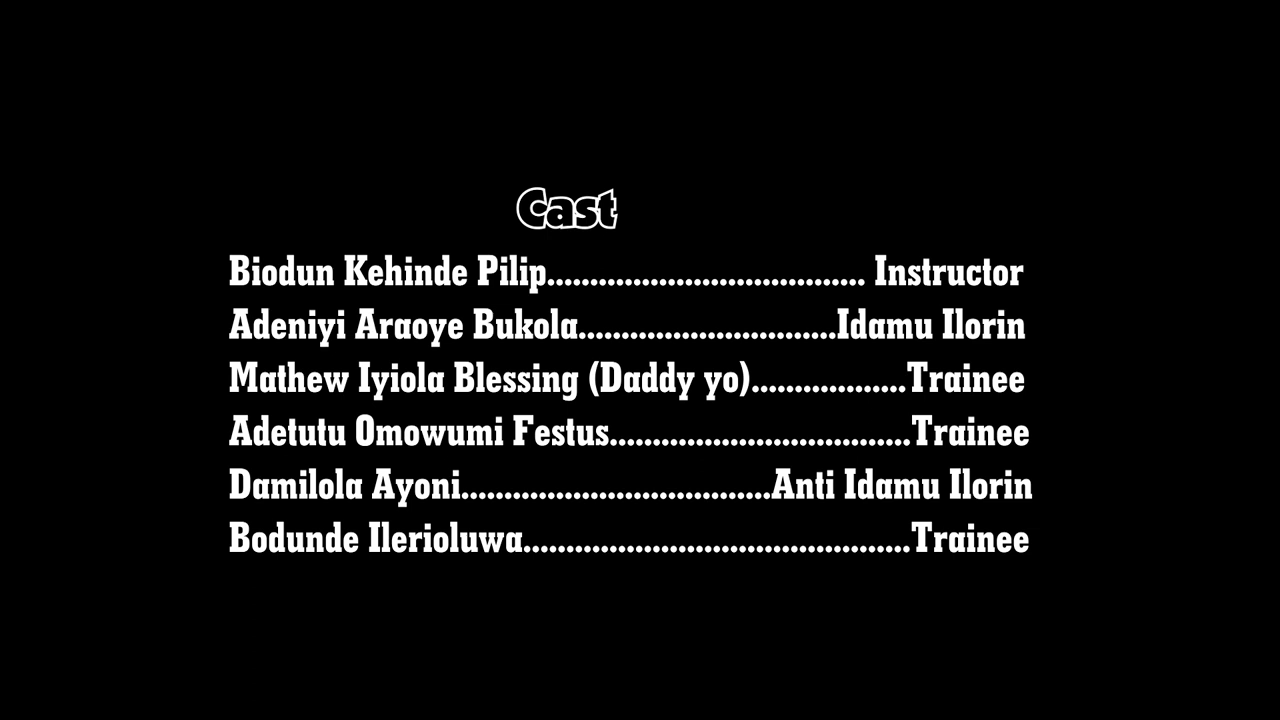 Cast
Biodun Kehinde Pilip..................................... Instructor
Adeniyi Araoye Bukola..............................Idamu Ilorin
Mathew Iyiola Blessing (Daddy yo)..................Trainee
Adetutu Omowumi Festus...................................Trainee
Damilola Ayoni....................................Anti Idamu Ilorin
Bodunde Ilerioluwa.............................................Trainee